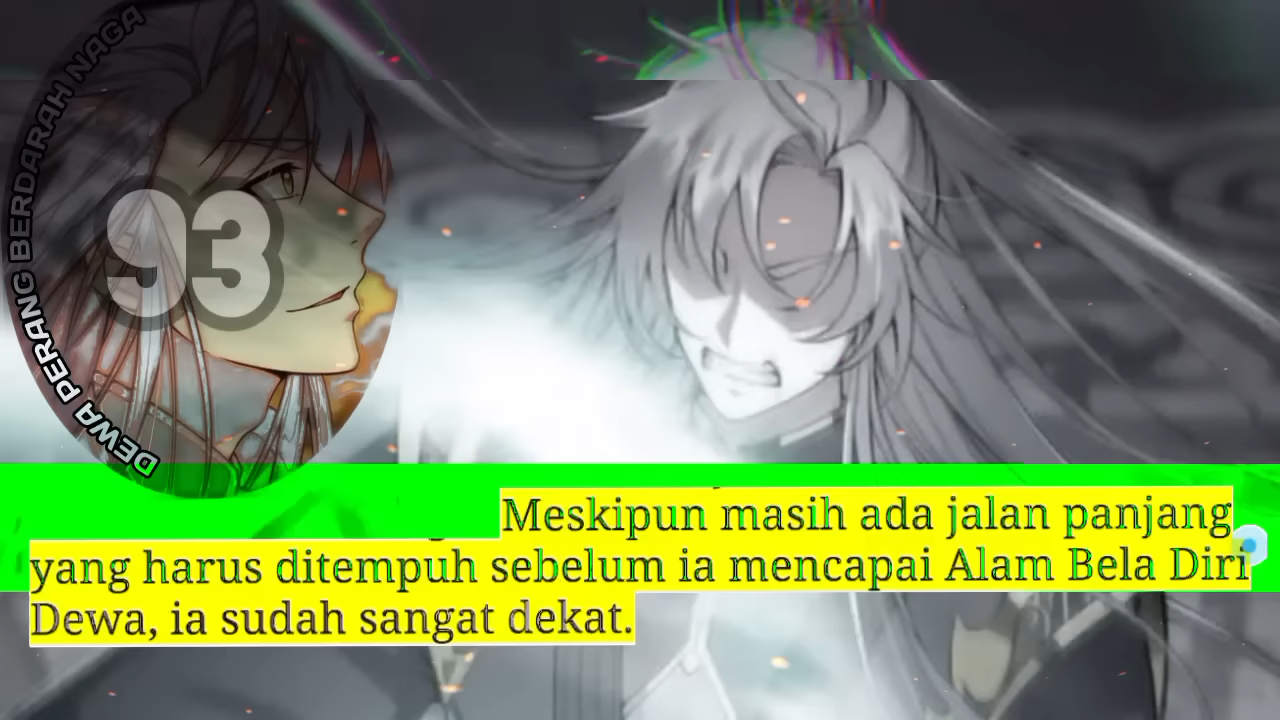 DEWA PERANG BERDARAH NAGA
93
Meskipun masih ada jalan panjang
yang harus ditempuh sebelum ia mencapai Alam Bela Diri
Dewa, ia sudah sangat dekat.